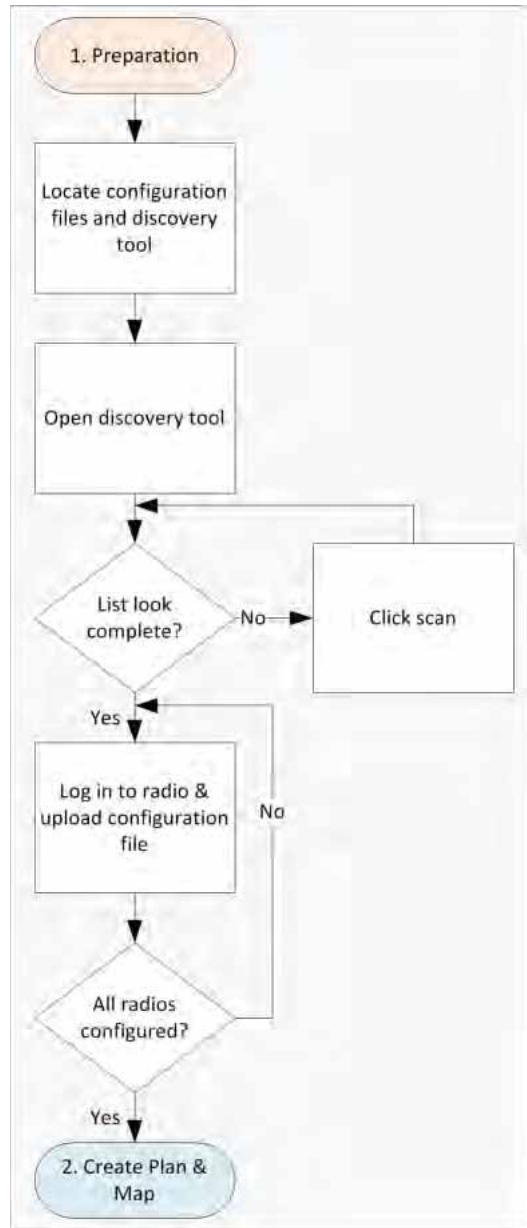 1. Preparation
Locate configuration
files and discovery
tool
Open discovery tool
List look
complete?
No
Click scan
Yes
Log in to radio &
upload configuration
file
No
All radios
configured?
Yes
2. Create Plan &
Map